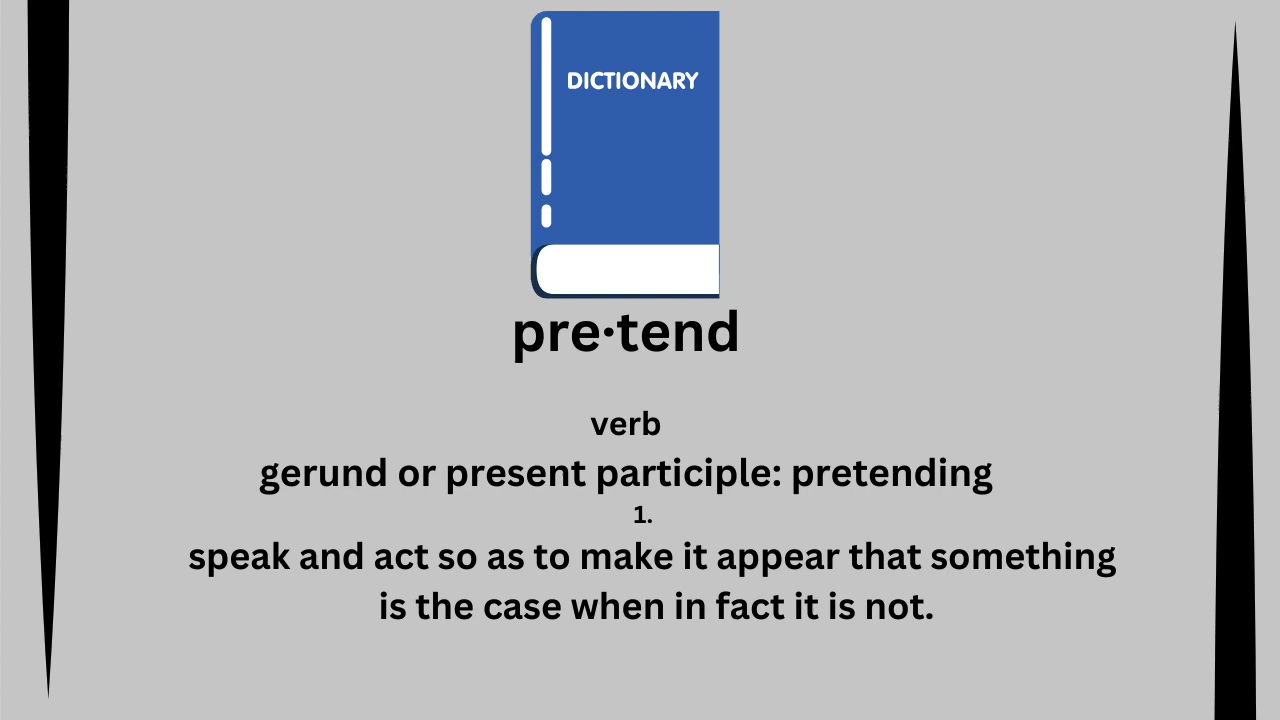 DICTIONARY
pre·tend
verb
gerund or present participle: pretending
1.
speak and act so as to make it appear that something
is the case when in fact it is not.